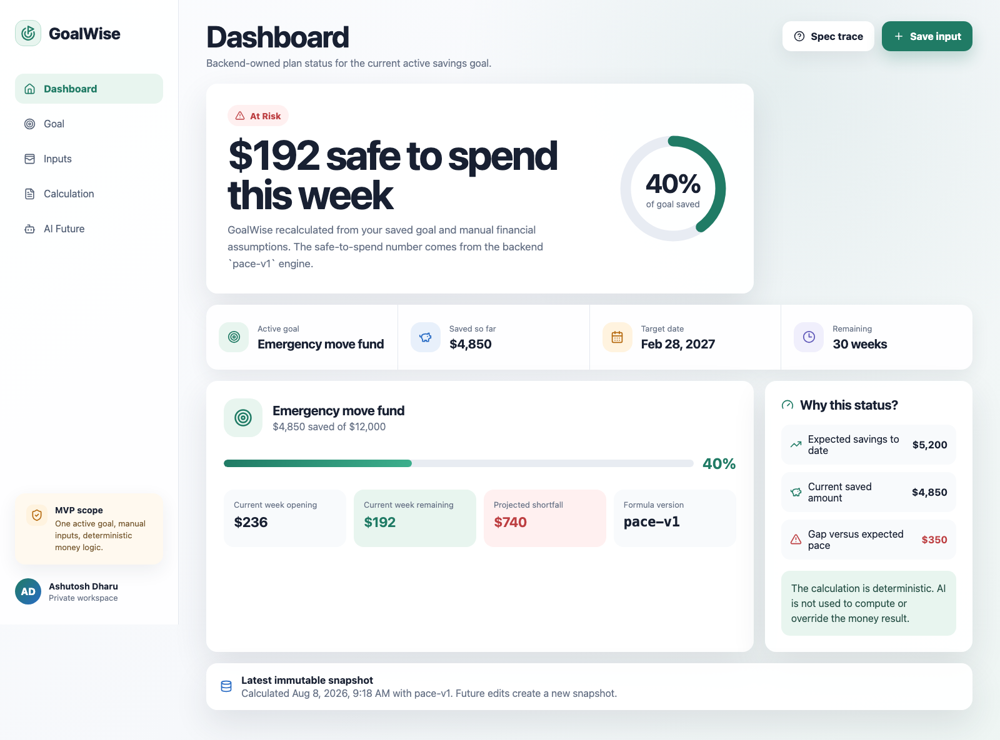 GoalWise
Dashboard
Goal
Inputs
Calculation
AI Future
MVP scope
One active goal, manual
inputs, deterministic
money logic.
AD
Ashutosh Dharu
Private workspace
Dashboard
Backend-owned plan status for the current active savings goal.
Spec trace
Save input
At Risk
$192 safe to spend
this week
GoalWise recalculated from your saved goal and manual financial
assumptions. The safe-to-spend number comes from the backend
`pace-v1` engine.
40%
of goal saved
Active goal
Emergency move fund
Saved so far
$4,850
Target date
Feb 28, 2027
Remaining
30 weeks
Emergency move fund
$4,850 saved of $12,000
40%
Current week opening
$236
Current week remaining
$192
Projected shortfall
$740
Formula version
pace-v1
Why this status?
Expected savings to
date
$5,200
Current saved
amount
$4,850
Gap versus expected
pace
$350
The calculation is deterministic. AI
is not used to compute or
override the money result.
Latest immutable snapshot
Calculated Aug 8, 2026, 9:18 AM with pace-v1. Future edits create a new snapshot.